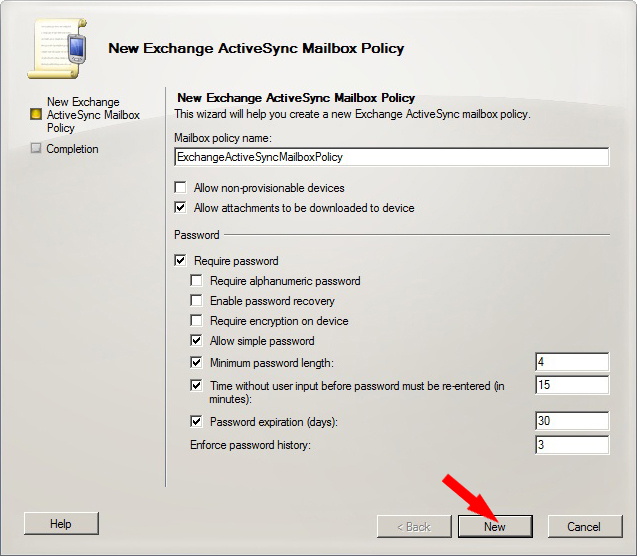 New Exchange ActiveSync Mailbox Policy
New Exchange
ActiveSync Mailbox
Policy
Completion
New Exchange ActiveSync Mailbox Policy
This wizard will help you create a new Exchange ActiveSync mailbox policy.
Mailbox policy name:
ExchangeActiveSyncMailboxPolicy
Allow non-provisionable devices
Allow attachments to be downloaded to device
Password
Require password
Require alphanumeric password
Enable password recovery
Require encryption on device
Allow simple password
Minimum password length: 4
Time without user input before password must be re-entered (in 15
minutes):
Password expiration (days): 30
Enforce password history: 3
Help
< Back
New
Cancel